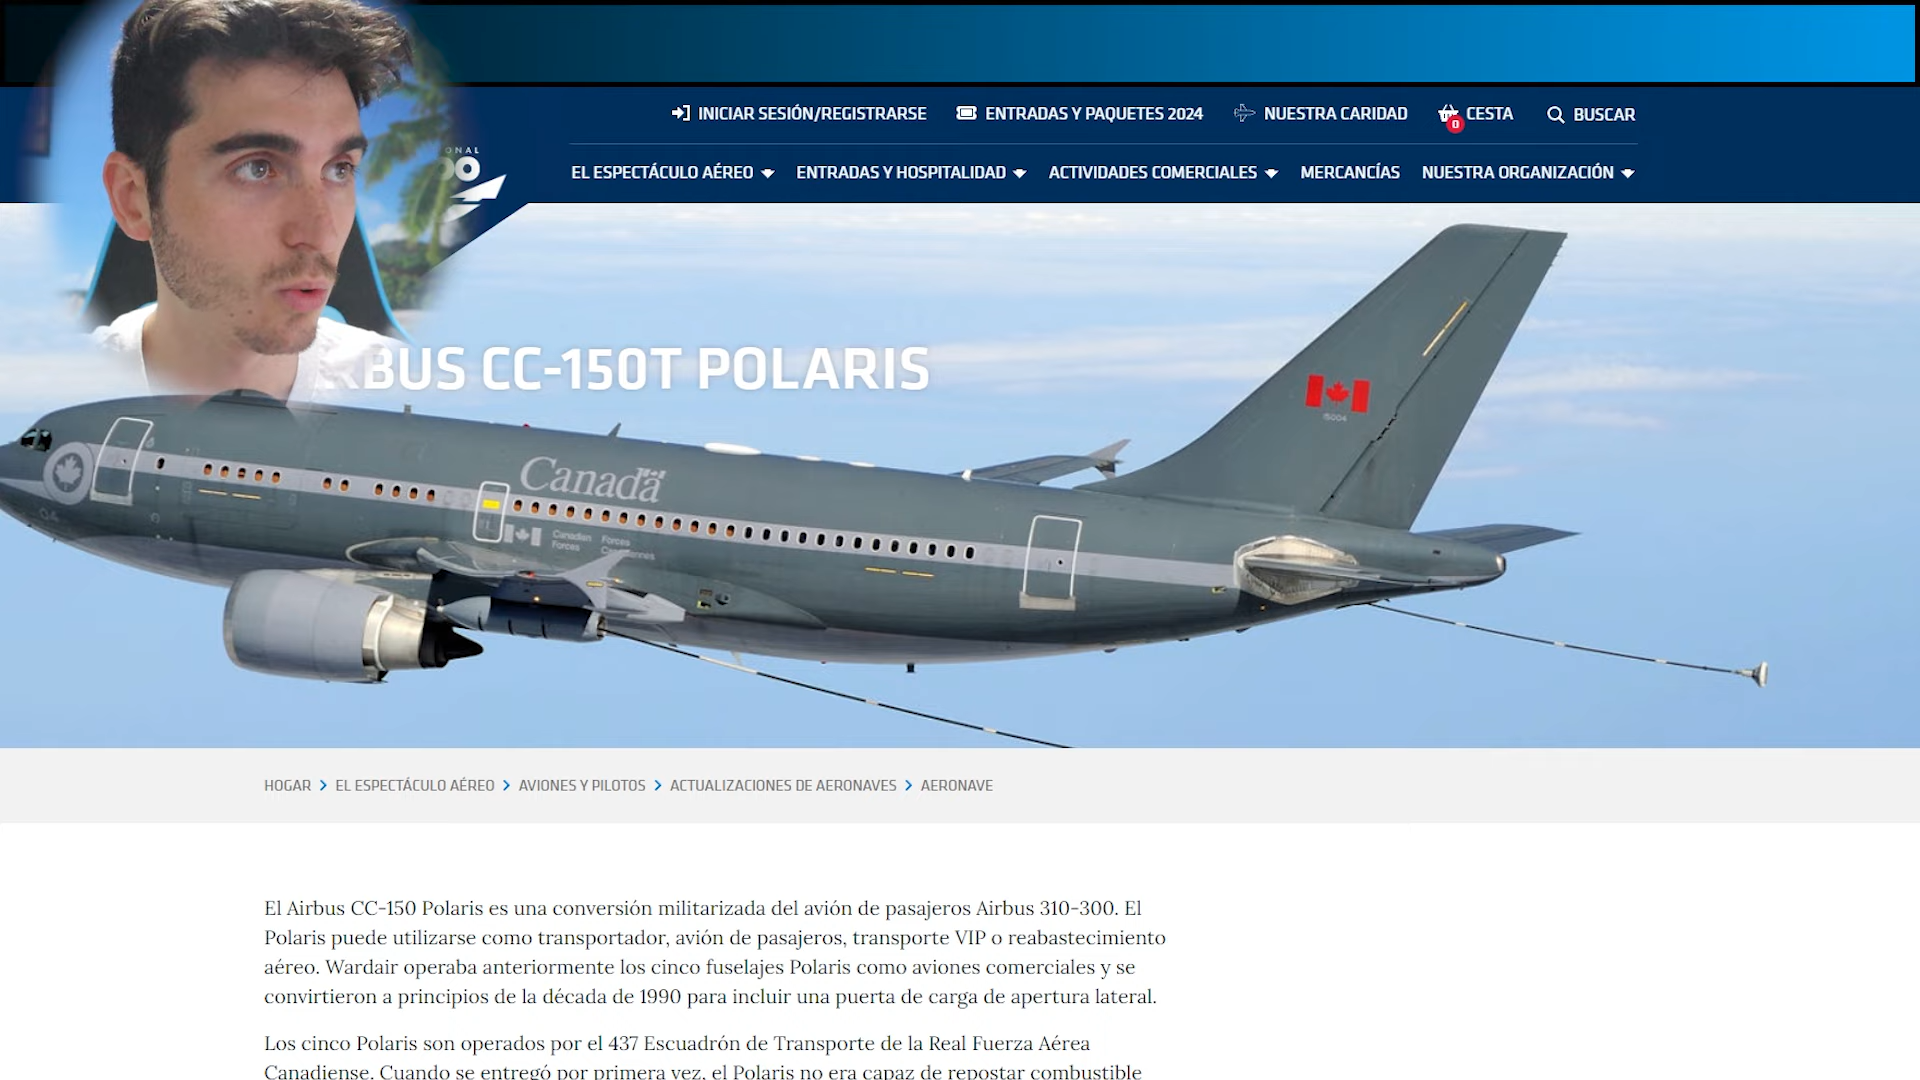 INICIAR SESIÓN/REGISTRARSE
ENTRADAS Y PAQUETES 2024
NUESTRA CARIDAD
0
CESTA
BUSCAR
EL ESPECTÁCULO AÉREO
ENTRADAS Y HOSPITALIDAD
ACTIVIDADES COMERCIALES
MERCANCÍAS
NUESTRA ORGANIZACIÓN
BUS CC-150T POLARIS
15004
Canada
Canadian Forces
Forces
04
HOGAR > EL ESPECTÁCULO AÉREO > AVIONES Y PILOTOS > ACTUALIZACIONES DE AERONAVES > AERONAVE
El Airbus CC-150 Polaris es una conversión militarizada del avión de pasajeros Airbus 310-300. El
Polaris puede utilizarse como transportador, avión de pasajeros, transporte VIP o reabastecimiento
aéreo. Wardair operaba anteriormente los cinco fuselajes Polaris como aviones comerciales y se
convirtieron a principios de la década de 1990 para incluir una puerta de carga de apertura lateral.
Los cinco Polaris son operados por el 437 Escuadrón de Transporte de la Real Fuerza Aérea
Canadiense. Cuando se entregó por primera vez, el Polaris no era capaz de repostar combustible